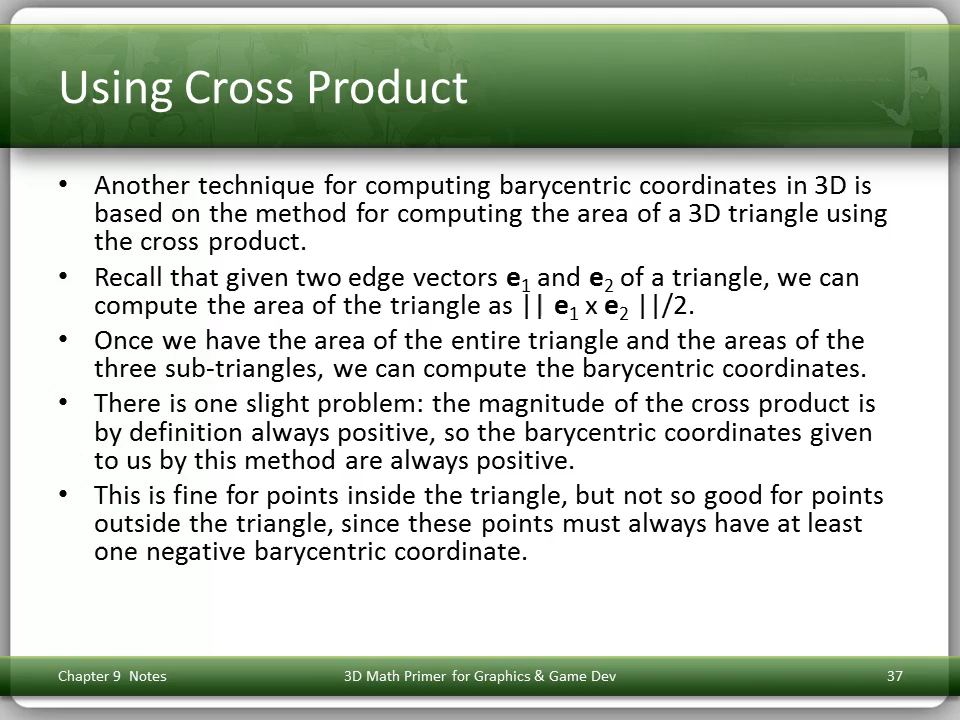 Using Cross Product
• Another technique for computing barycentric coordinates in 3D is
based on the method for computing the area of a 3D triangle using
the cross product.
• Recall that given two edge vectors e1 and e2 of a triangle, we can
compute the area of the triangle as || e1 x e2 ||/2.
• Once we have the area of the entire triangle and the areas of the
three sub-triangles, we can compute the barycentric coordinates.
• There is one slight problem: the magnitude of the cross product is
by definition always positive, so the barycentric coordinates given
to us by this method are always positive.
• This is fine for points inside the triangle, but not so good for points
outside the triangle, since these points must always have at least
one negative barycentric coordinate.
Chapter 9 Notes 3D Math Primer for Graphics & Game Dev 37